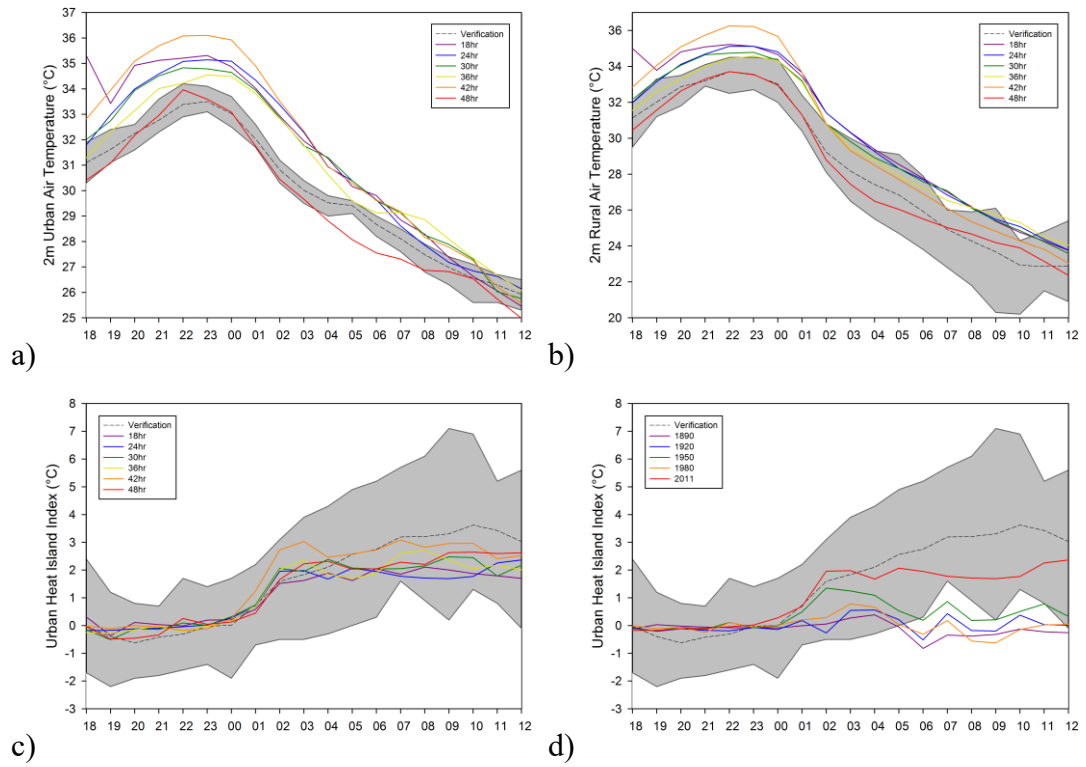 37
36
35
34
33
32
31
30
29
28
27
26
25
2m Urban Air Temperature (°C)
Verification
18hr
24hr
30hr
36hr
42hr
48hr
18 19 20 21 22 23 00 01 02 03 04 05 06 07 08 09 10 11 12
a)
36
34
32
30
28
26
24
22
20
2m Rural Air Temperature (°C)
Verification
18hr
24hr
30hr
36hr
42hr
48hr
18 19 20 21 22 23 00 01 02 03 04 05 06 07 08 09 10 11 12
b)
8
7
6
5
4
3
2
1
0
-1
-2
-3
Urban Heat Island Index (°C)
Verification
18hr
24hr
30hr
36hr
42hr
48hr
18 19 20 21 22 23 00 01 02 03 04 05 06 07 08 09 10 11 12
c)
8
7
6
5
4
3
2
1
0
-1
-2
-3
Urban Heat Island Index (°C)
Verification
1890
1920
1950
1980
2011
18 19 20 21 22 23 00 01 02 03 04 05 06 07 08 09 10 11 12
d)